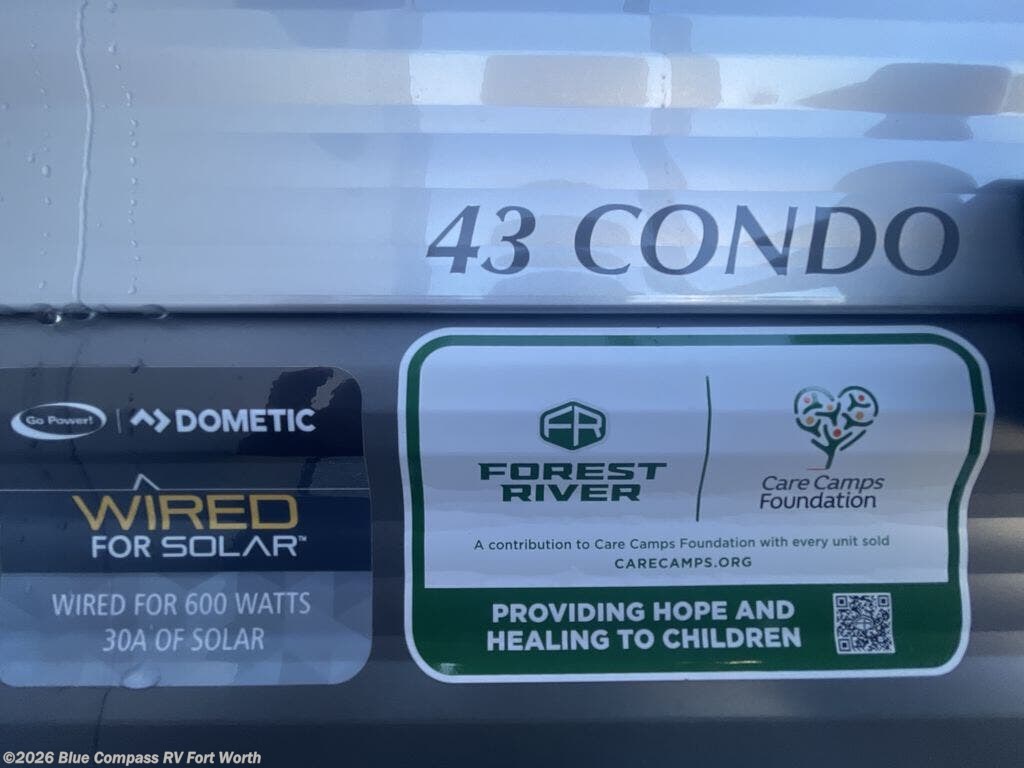 43 CONDO
Go Power!
DOMETIC
WIRED
FOR SOLAR™
WIRED FOR 600 WATTS
30A OF SOLAR
FR
FOREST
RIVER
Care Camps
Foundation
A contribution to Care Camps Foundation with every unit sold
CARECAMPS.ORG
PROVIDING HOPE AND
HEALING TO CHILDREN
©2026 Blue Compass RV Fort Worth